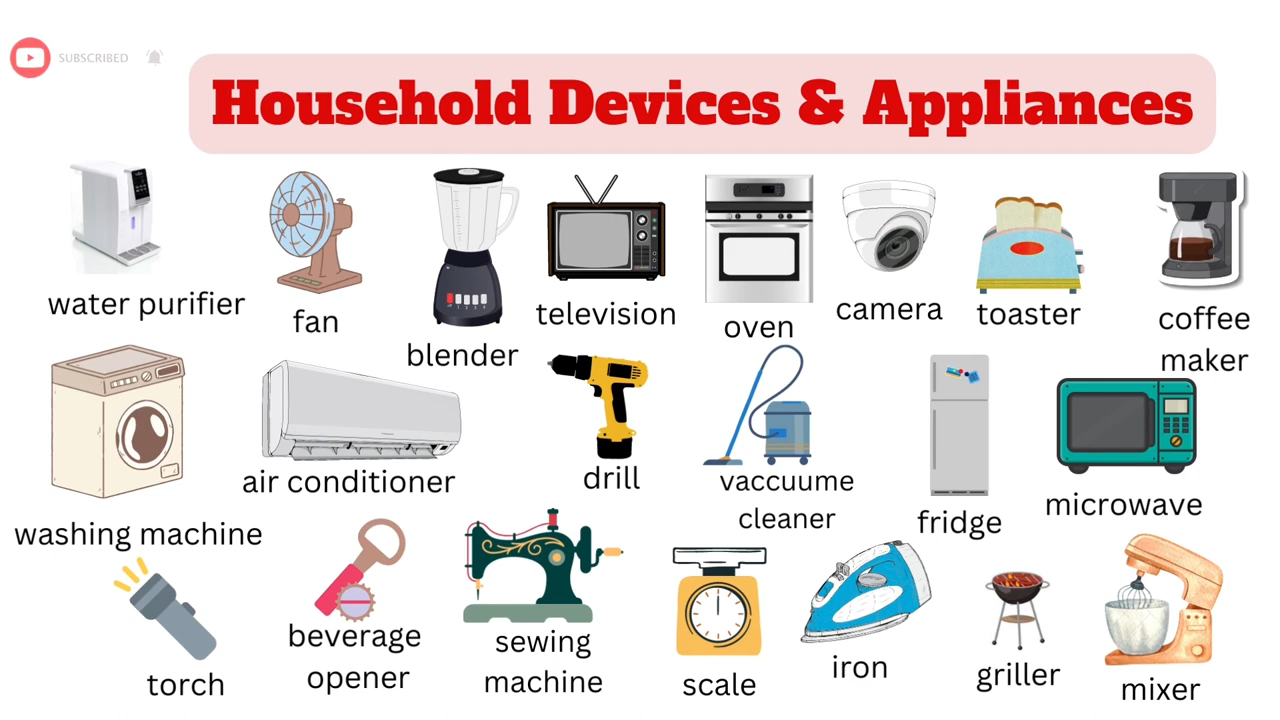 SUBSCRIBED
Household Devices & Appliances
water purifier
fan
blender
television
oven
camera
toaster
coffee
maker
washing machine
air conditioner
drill
vaccuume
cleaner
fridge
microwave
torch
beverage
opener
sewing
machine
scale
iron
griller
mixer